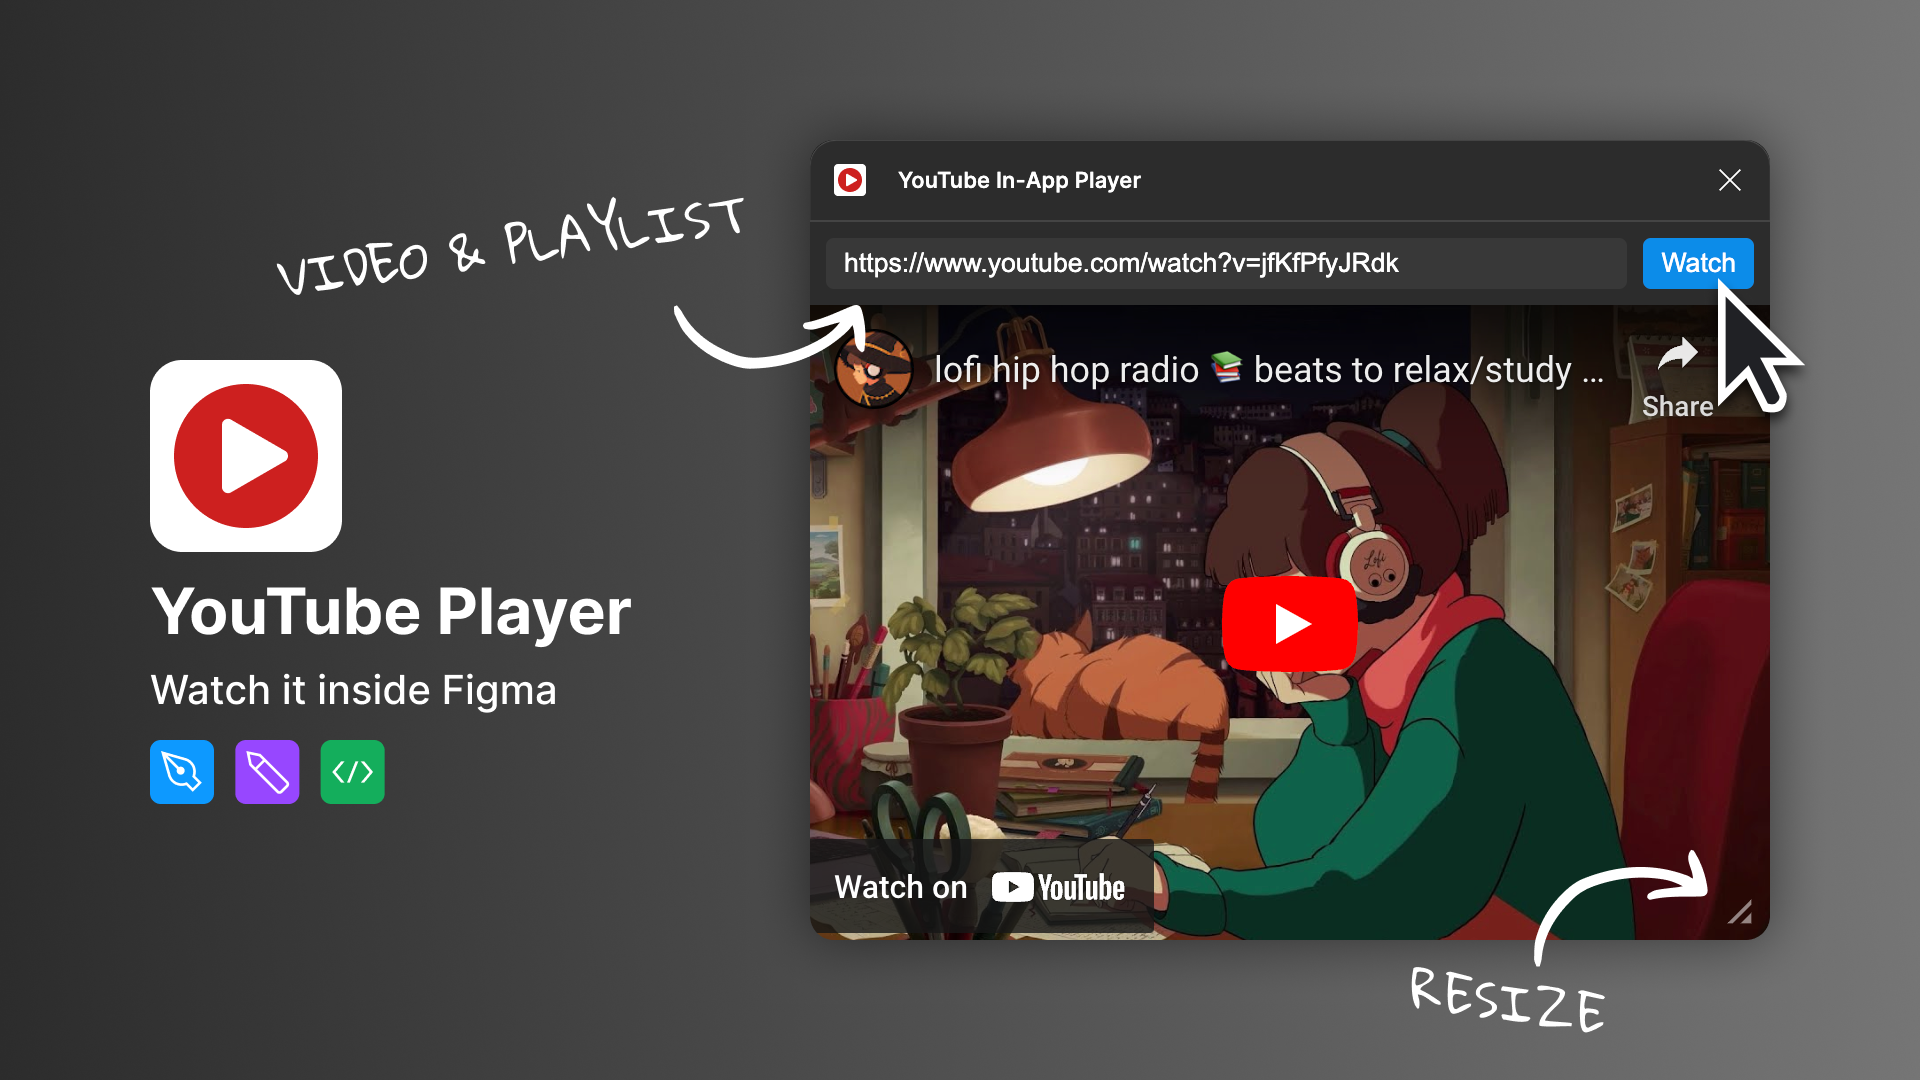 VIDEO & PLAYLIST
YouTube Player
Watch it inside Figma
YouTube In-App Player
https://www.youtube.com/watch?v=jfKfPfyJRdk
Watch
lofi hip hop radio 📚 beats to relax/study ...
Share
Lofi
Watch on YouTube
RESIZE